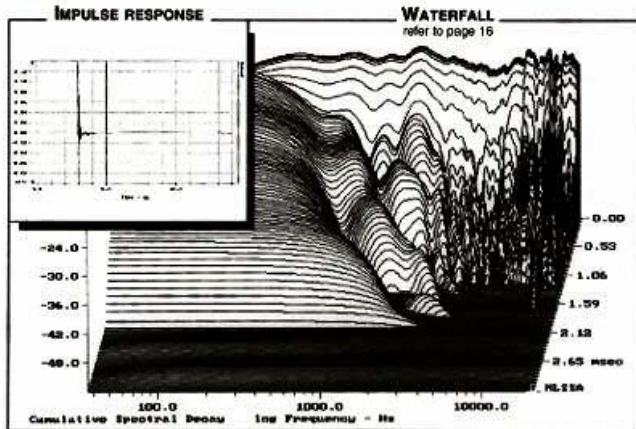 IMPULSE RESPONSE
WATERFALL
refer to page 16
-24.0
-30.0
-36.0
-42.0
-48.0
0.00
0.53
1.06
1.59
2.12
2.65 msec
MLSSA
100.0
1000.0
10000.0
Cumulative Spectral Decay log Frequency - Hz